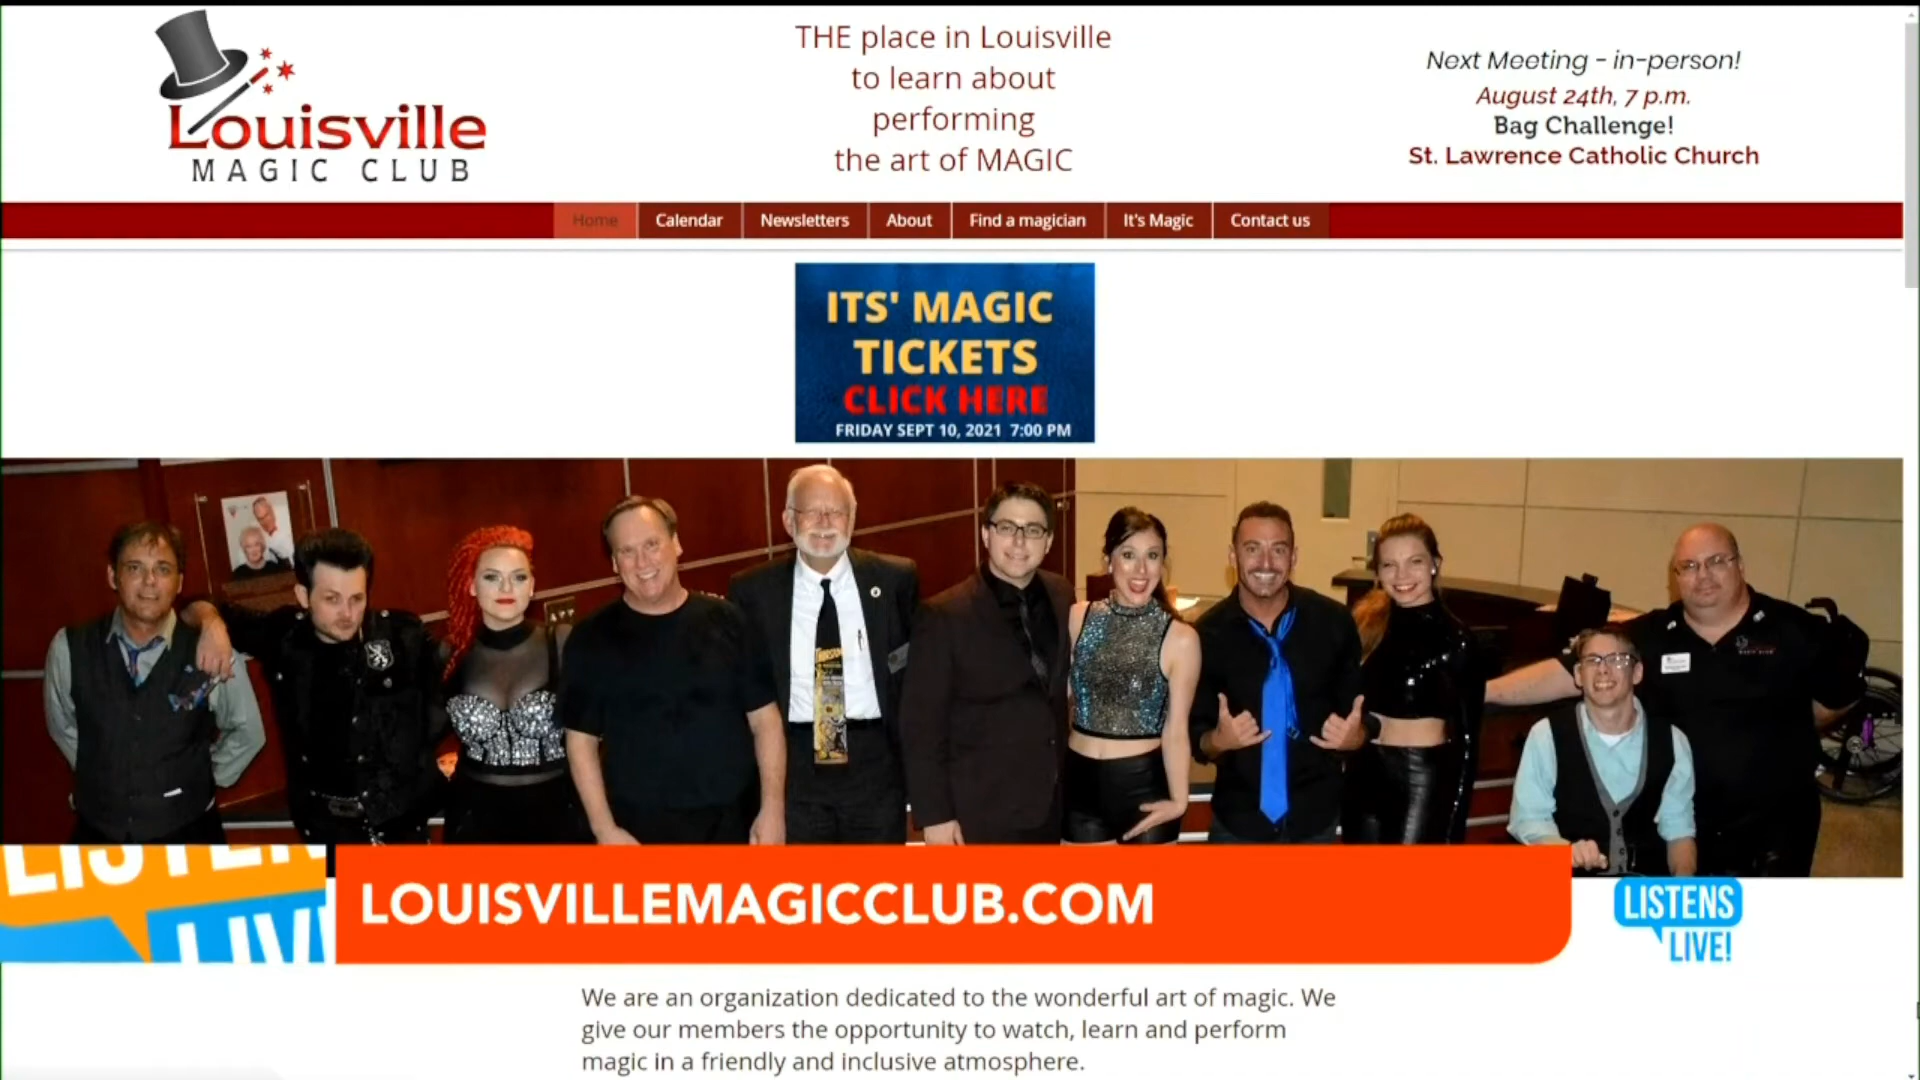 Louisville
MAGIC CLUB
THE place in Louisville
to learn about
performing
the art of MAGIC
Next Meeting - in-person!
August 24th, 7 p.m.
Bag Challenge!
St. Lawrence Catholic Church
Home
Calendar
Newsletters
About
Find a magician
It's Magic
Contact us
ITS' MAGIC
TICKETS
CLICK HERE
FRIDAY SEPT 10, 2021 7:00 PM
LISTEN
LIVE
LOUISVILLEMAGICCLUB.COM
LISTENS
LIVE!
We are an organization dedicated to the wonderful art of magic. We
give our members the opportunity to watch, learn and perform
magic in a friendly and inclusive atmosphere.